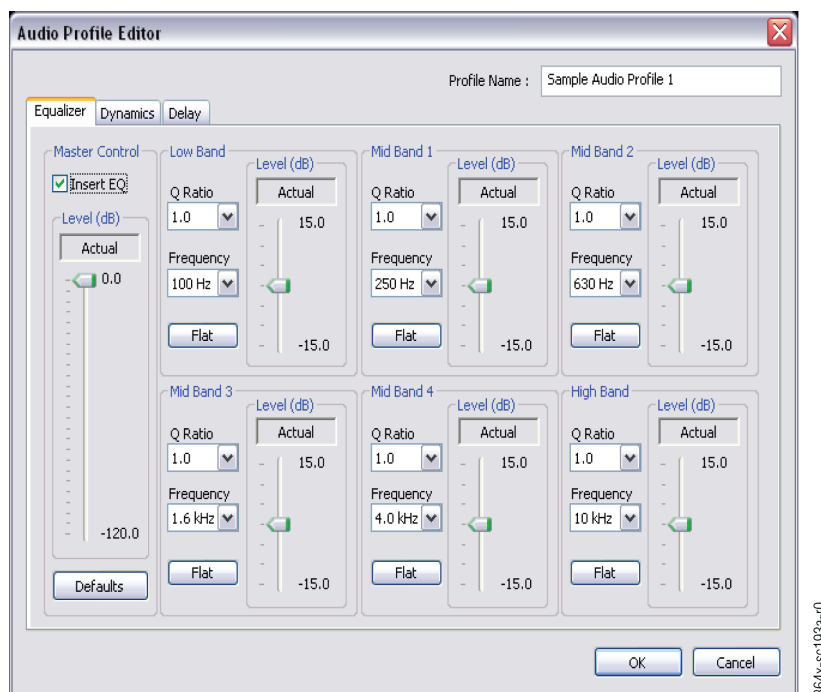 Audio Profile Editor
Profile Name : Sample Audio Profile 1
Equalizer Dynamics Delay
Master Control
Insert EQ
Level (dB)
Actual
0.0
-120.0
Defaults
Low Band
Q Ratio
1.0
Frequency
100 Hz
Flat
Level (dB)
Actual
15.0
-15.0
Mid Band 1
Q Ratio
1.0
Frequency
250 Hz
Flat
Level (dB)
Actual
15.0
-15.0
Mid Band 2
Q Ratio
1.0
Frequency
630 Hz
Flat
Level (dB)
Actual
15.0
-15.0
Mid Band 3
Q Ratio
1.0
Frequency
1.6 kHz
Flat
Level (dB)
Actual
15.0
-15.0
Mid Band 4
Q Ratio
1.0
Frequency
4.0 kHz
Flat
Level (dB)
Actual
15.0
-15.0
High Band
Q Ratio
1.0
Frequency
10 kHz
Flat
Level (dB)
Actual
15.0
-15.0
OK Cancel